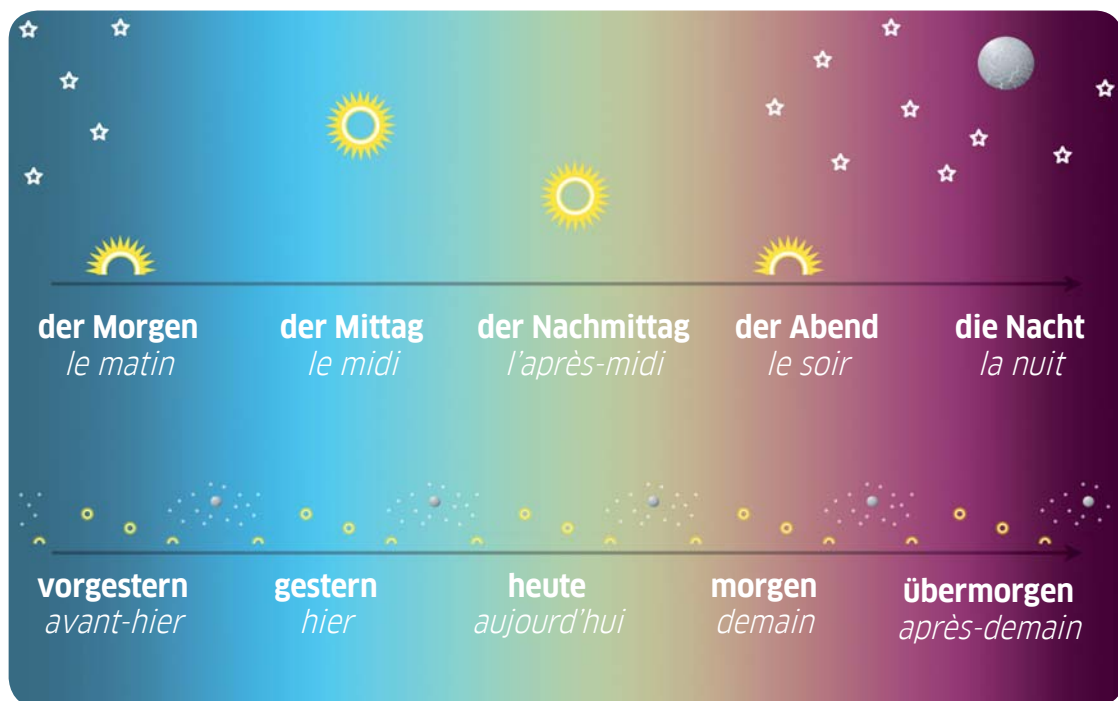 der Morgen der Mittag der Nachmittag der Abend die Nacht
le matin le midi l'après-midi le soir la nuit
vorgestern gestern heute morgen übermorgen
avant-hier hier aujourd'hui demain après-demain